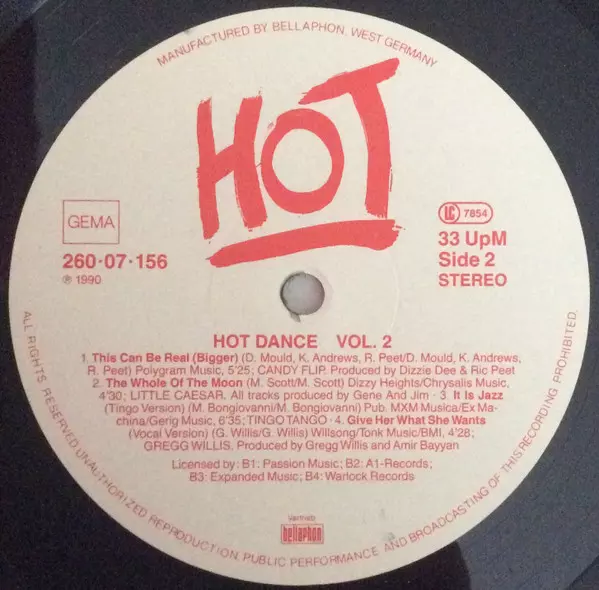 MANUFACTURED BY BELLAPHON, WEST GERMANY
HOT
GEMA
LC 7854
260·07·156
℗ 1990
33 UpM
Side 2
STEREO
HOT DANCE VOL. 2
1. This Can Be Real (Bigger) (D. Mould, K. Andrews, R. Peet/D. Mould, K. Andrews,
R. Peet) Polygram Music, 5'25; CANDY FLIP. Produced by Dizzie Dee & Ric Peet
2. The Whole Of The Moon (M. Scott/M. Scott) Dizzy Heights/Chrysalis Music,
4'30; LITTLE CAESAR. All tracks produced by Gene And Jim · 3. It Is Jazz
(Tingo Version) (M. Bongiovanni/M. Bongiovanni) Pub. MXM Musica/Ex Ma-
china/Gerig Music, 6'35; TINGO TANGO · 4. Give Her What She Wants
(Vocal Version) (G. Willis/G. Willis) Willsong/Tonk Music/BMI, 4'28;
GREGG WILLIS. Produced by Gregg Willis and Amir Bayyan
Licensed by: B1: Passion Music; B2: A1-Records;
B3: Expanded Music; B4: Warlock Records
Vertrieb
bellaphon
ALL RIGHTS RESERVED. UNAUTHORIZED REPRODUCTION, PUBLIC PERFORMANCE AND BROADCASTING OF THIS RECORDING PROHIBITED.